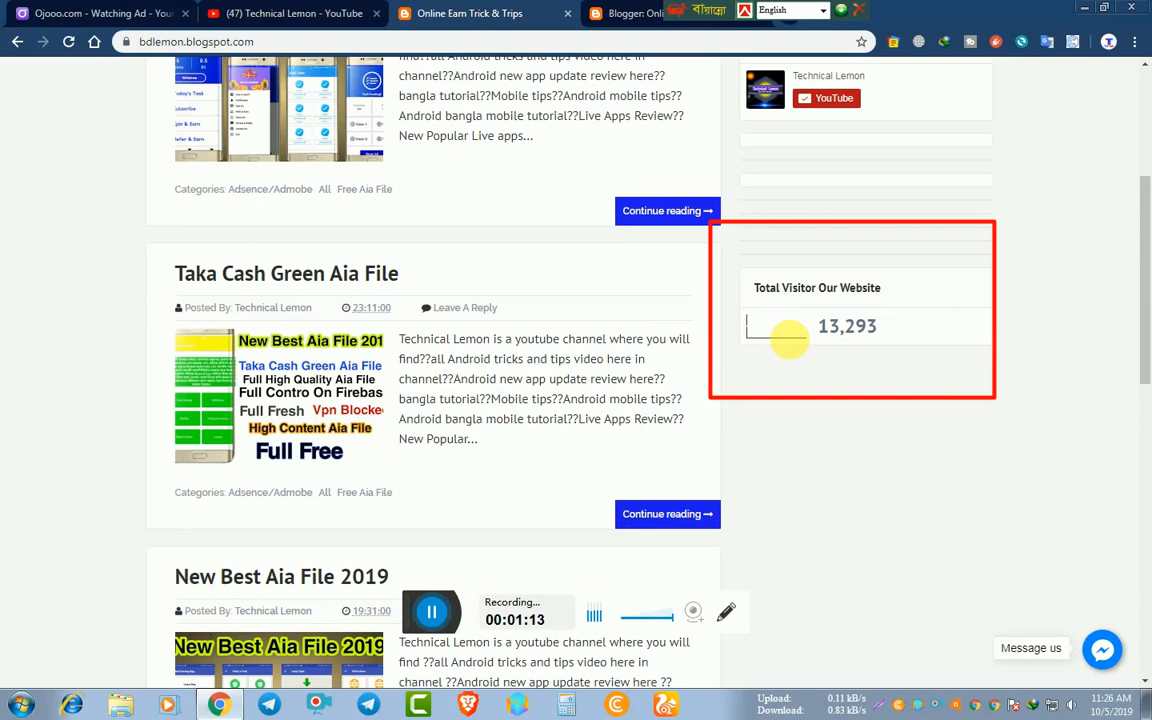 Ojooo.com - Watching Ad - Your
(47) Technical Lemon - YouTube
Online Earn Trick & Trips
Blogger: Onli
বায়ান্নো
English
bdlemon.blogspot.com
find??all Android tricks and tips video here in
channel??Android new app update review here??
bangla tutorial??Mobile tips??Android mobile tips??
Android bangla mobile tutorial??Live Apps Review??
New Popular Live apps...
Categories: Adsence/Admobe All Free Aia File
Continue reading →
Technical Lemon
YouTube
Total Visitor Our Website
13,293
Taka Cash Green Aia File
Posted By: Technical Lemon 23:11:00 Leave A Reply
New Best Aia File 201
Taka Cash Green Aia File
Full High Quality Aia File
Full Contro On Firebas
Full Fresh Vpn Blocke
High Content Aia File
Full Free
Technical Lemon is a youtube channel where you will
find??all Android tricks and tips video here in
channel??Android new app update review here??
bangla tutorial??Mobile tips??Android mobile tips??
Android bangla mobile tutorial??Live Apps Review??
New Popular...
Categories: Adsence/Admobe All Free Aia File
Continue reading →
New Best Aia File 2019
Posted By: Technical Lemon 19:31:00
New Best Aia File 2019
Technical Lemon is a youtube channel where you will
find ??all Android tricks and tips video here in
channel??Android new app update review here ??
Recording...
00:01:13
Message us
Upload: 0.11 kB/s
Download: 0.83 kB/s
11:26 AM
10/5/2019